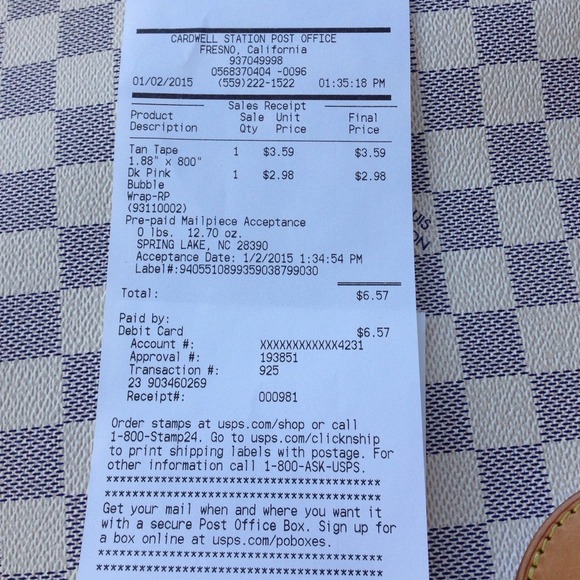 CARDWELL STATION POST OFFICE
FRESNO, California
937049998
0568370404 -0096
01/02/2015 (559)222-1522 01:35:18 PM
Sales Receipt
Product Sale Unit Final
Description Qty Price Price
Tan Tape 1 $3.59 $3.59
1.88" x 800"
Dk Pink 1 $2.98 $2.98
Bubble
Wrap-RP
(93110002)
Pre-paid Mailpiece Acceptance
0 lbs. 12.70 oz.
SPRING LAKE, NC 28390
Acceptance Date: 1/2/2015 1:34:54 PM
Label#:9405510899359038799030
Total: $6.57
Paid by:
Debit Card $6.57
Account #: XXXXXXXXXXXX4231
Approval #: 193851
Transaction #: 925
23 903460269
Receipt#: 000981
Order stamps at usps.com/shop or call
1-800-Stamp24. Go to usps.com/clicknship
to print shipping labels with postage. For
other information call 1-800-ASK-USPS.
****************************************
****************************************
Get your mail when and where you want it
with a secure Post Office Box. Sign up for
a box online at usps.com/poboxes.
****************************************
****************************************